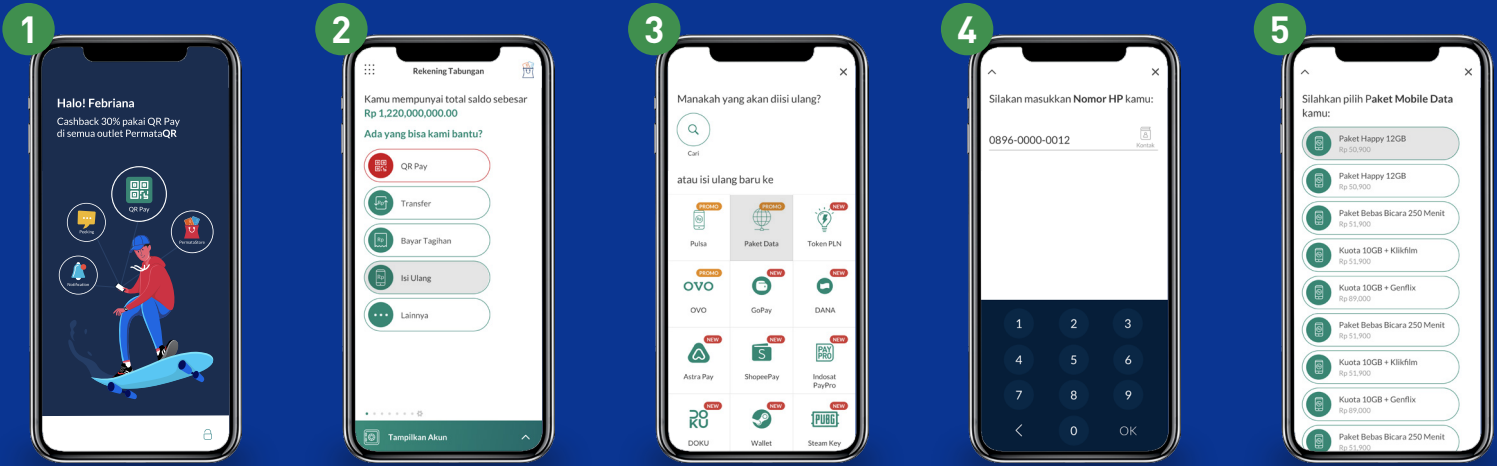 1
Halo! Febriana
Cashback 30% pakai QR Pay
di semua outlet PermataQR
QR Pay
Pocking
PermataStore
Notification
2
Rekening Tabungan
Kamu mempunyai total saldo sebesar
Rp 1,220,000,000.00
Ada yang bisa kami bantu?
QR Pay
Transfer
Bayar Tagihan
Isi Ulang
Lainnya
Tampilkan Akun
3
Manakah yang akan diisi ulang?
Cari
atau isi ulang baru ke
PROMO PROMO NEW
Pulsa Paket Data Token PLN
PROMO NEW NEW
OVO
OVO GoPay DANA
NEW NEW NEW
S PAY
PRO
Astra Pay ShopeePay Indosat
PayPro
NEW NEW NEW
DOKU PUBG
DOKU Wallet Steam Key
4
Silakan masukkan Nomor HP kamu:
0896-0000-0012
Kontak
1 2 3
4 5 6
7 8 9
0 OK
5
Silahkan pilih Paket Mobile Data
kamu:
Paket Happy 12GB
Rp 50,900
Paket Happy 12GB
Rp 50,900
Paket Bebas Bicara 250 Menit
Rp 51,900
Kuota 10GB + Klikfilm
Rp 51,900
Kuota 10GB + Genflix
Rp 89,000
Paket Bebas Bicara 250 Menit
Rp 51,900
Kuota 10GB + Klikfilm
Rp 51,900
Kuota 10GB + Genflix
Rp 89,000
Paket Bebas Bicara 250 Menit
Rp 51,900